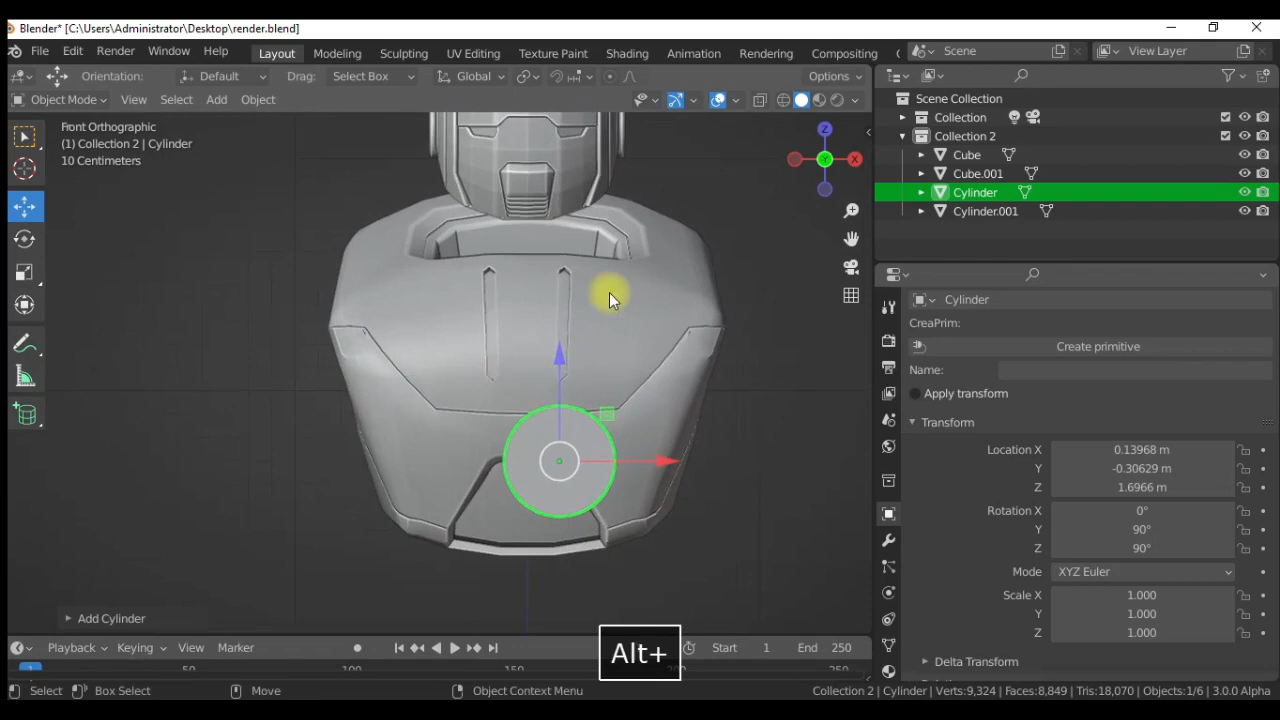 Blender* [C:\Users\Administrator\Desktop\render.blend]
File Edit Render Window Help Layout Modeling Sculpting UV Editing Texture Paint Shading Animation Rendering Compositing Scene View Layer
Orientation: Default Drag: Select Box Global Options
Object Mode View Select Add Object
Front Orthographic
(1) Collection 2 | Cylinder
10 Centimeters
Z
Y
X
Scene Collection
Collection
Collection 2
Cube
Cube.001
Cylinder
Cylinder.001
Cylinder
CreaPrim:
Create primitive
Name:
Apply transform
Transform
Location X 0.13968 m
Y -0.30629 m
Z 1.6966 m
Rotation X 0°
Y 90°
Z 90°
Mode XYZ Euler
Scale X 1.000
Y 1.000
Z 1.000
Delta Transform
Add Cylinder
Alt+
Playback Keying View Marker Start 1 End 250
50 100 150 250
Select Box Select Move Object Context Menu Collection 2 | Cylinder | Verts:9,324 | Faces:8,849 | Tris:18,070 | Objects:1/6 | 3.0.0 Alpha